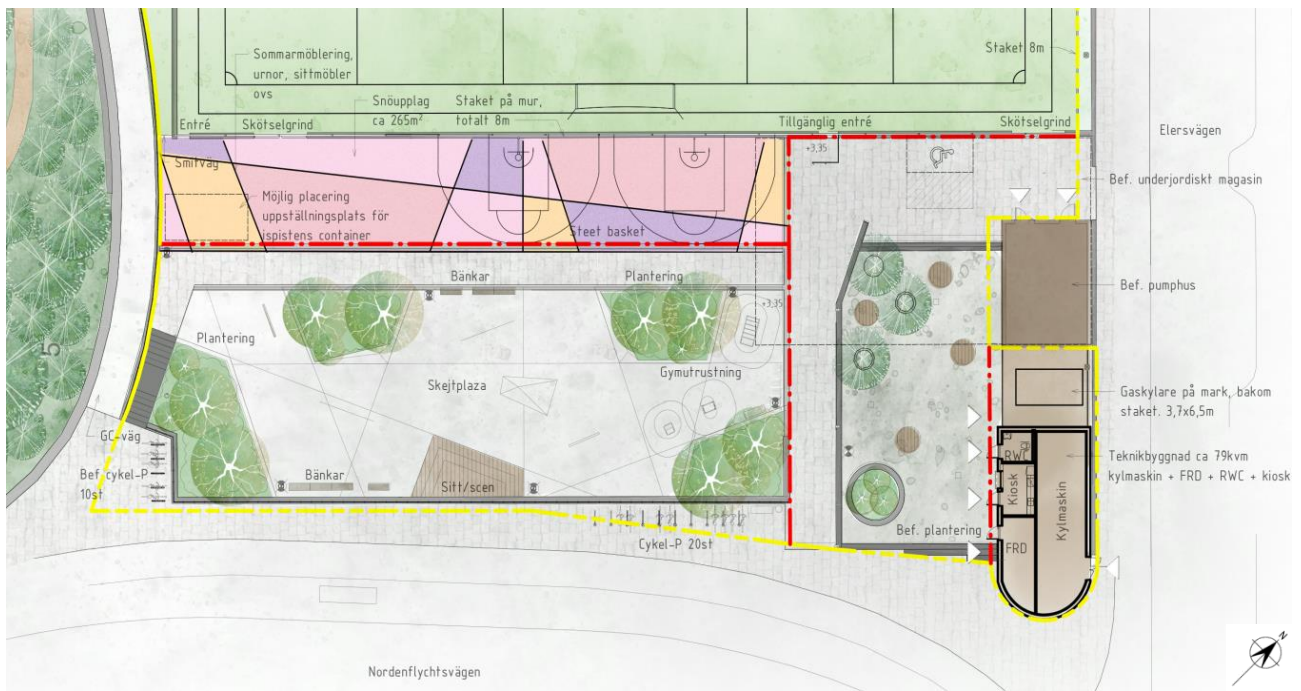 Sommarmöblering,
urnor, sittmöbler
ovs
Snöupplag
ca 265m²
Staket på mur,
totalt 8m
Staket 8m
Entré
Skötselgrind
Tillgänglig entré
Skötselgrind
Elersvägen
+3,35
Smitväg
Bef. underjordiskt magasin
Möjlig placering
uppställningsplats för
ispistens container
Steet basket
Bänkar
Plantering
Bef. pumphus
+3,35
Plantering
Skejtplaza
Gymutrustning
Gaskylare på mark, bakom
staket. 3,7x6,5m
GC-väg
Bef cykel-P
10st
Bänkar
Sitt/scen
RWC
Kiosk
Kylmaskin
FRD
Teknikbyggnad ca 79kvm
kylmaskin + FRD + RWC + kiosk
Bef. plantering
Cykel-P 20st
Nordenflychtsvägen
N